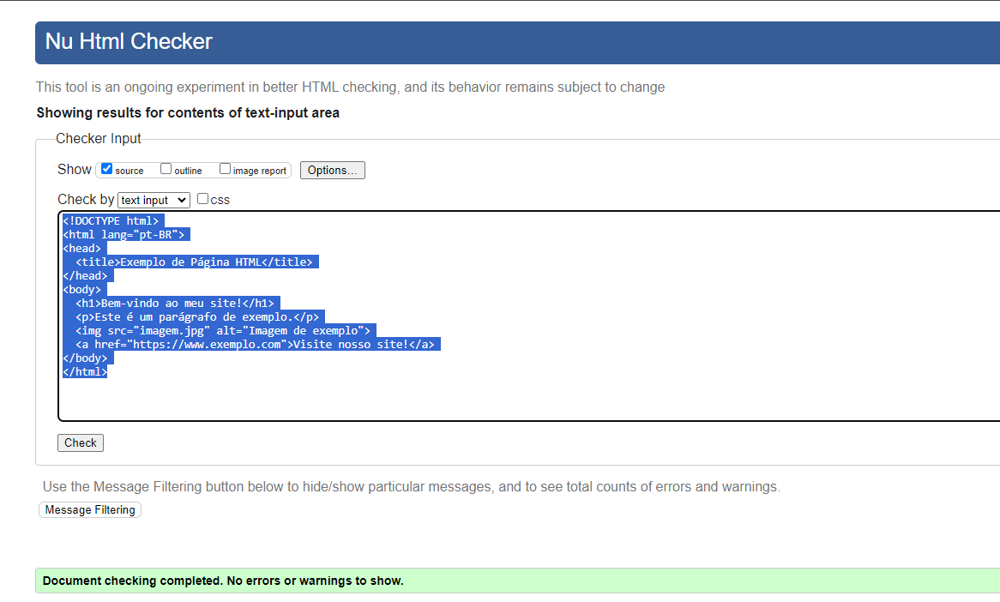 Nu Html Checker
This tool is an ongoing experiment in better HTML checking, and its behavior remains subject to change
Showing results for contents of text-input area
Checker Input
Show source outline image report Options...
Check by text input css
<!DOCTYPE html>
<html lang="pt-BR">
<head>
  <title>Exemplo de Página HTML</title>
</head>
<body>
  <h1>Bem-vindo ao meu site!</h1>
  <p>Este é um parágrafo de exemplo.</p>
  <img src="imagem.jpg" alt="Imagem de exemplo">
  <a href="https://www.exemplo.com">Visite nosso site!</a>
</body>
</html>
Check
Use the Message Filtering button below to hide/show particular messages, and to see total counts of errors and warnings.
Message Filtering
Document checking completed. No errors or warnings to show.